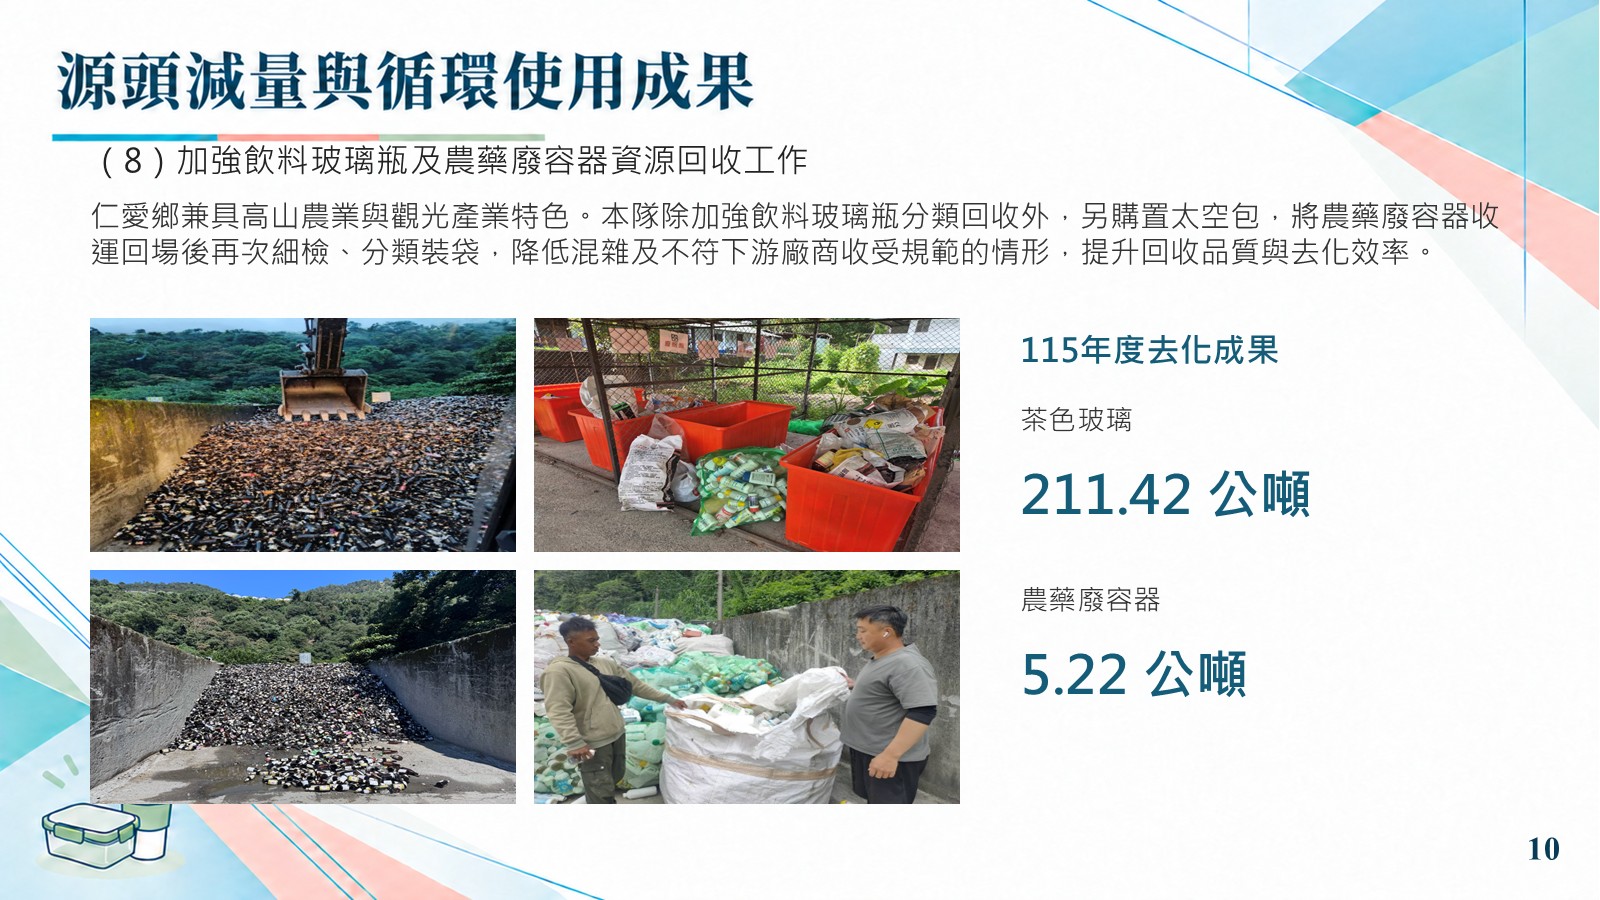 源頭減量與循環使用成果
（8）加強飲料玻璃瓶及農藥廢容器資源回收工作
仁愛鄉兼具高山農業與觀光產業特色。本隊除加強飲料玻璃瓶分類回收外，另購置太空包，將農藥廢容器收
運回場後再次細檢、分類裝袋，降低混雜及不符下游廠商收受規範的情形，提升回收品質與去化效率。
115年度去化成果
茶色玻璃
211.42 公噸
農藥廢容器
5.22 公噸
10